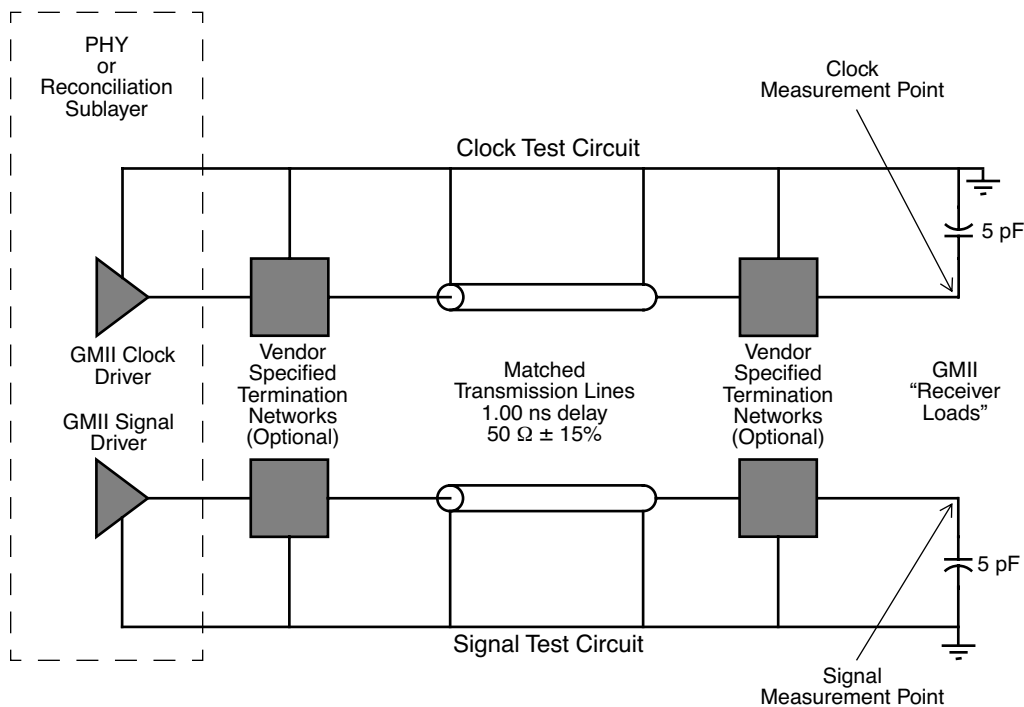 PHY
or
Reconciliation
Sublayer
Clock
Measurement Point
Clock Test Circuit
5 pF
GMII Clock
Driver
Vendor
Specified
Termination
Networks
(Optional)
Matched
Transmission Lines
1.00 ns delay
50 Ω ± 15%
Vendor
Specified
Termination
Networks
(Optional)
GMII
“Receiver
Loads”
GMII Signal
Driver
5 pF
Signal Test Circuit
Signal
Measurement Point